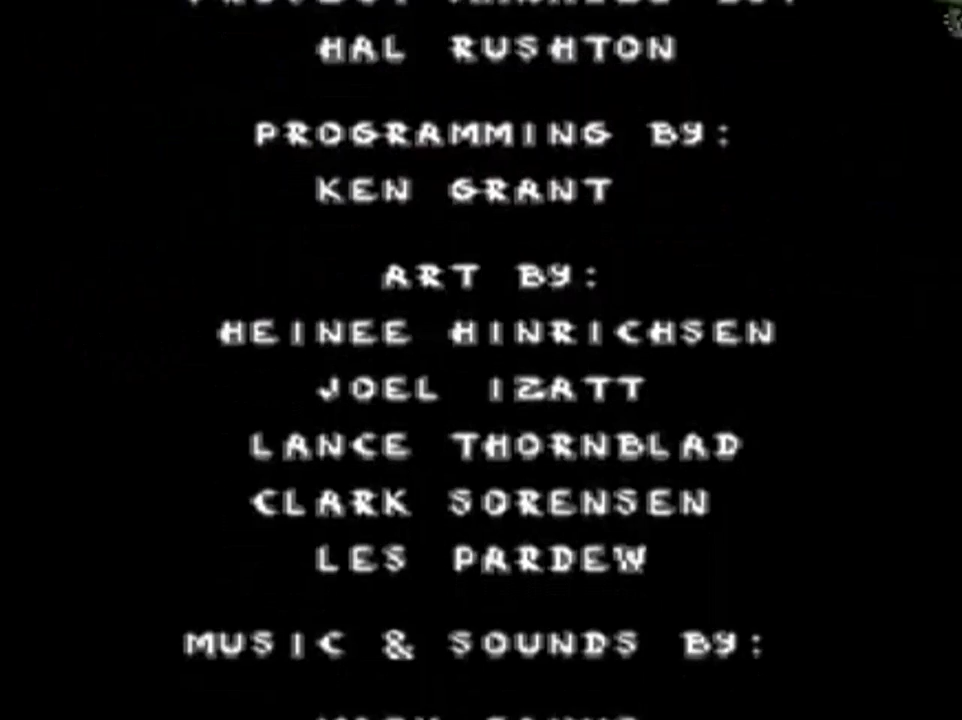 HAL RUSHTON
PROGRAMMING BY:
KEN GRANT
ART BY:
HEINEE HINRICHSEN
JOEL IZATT
LANCE THORNBLAD
CLARK SORENSEN
LES PARDEW
MUSIC & SOUNDS BY: